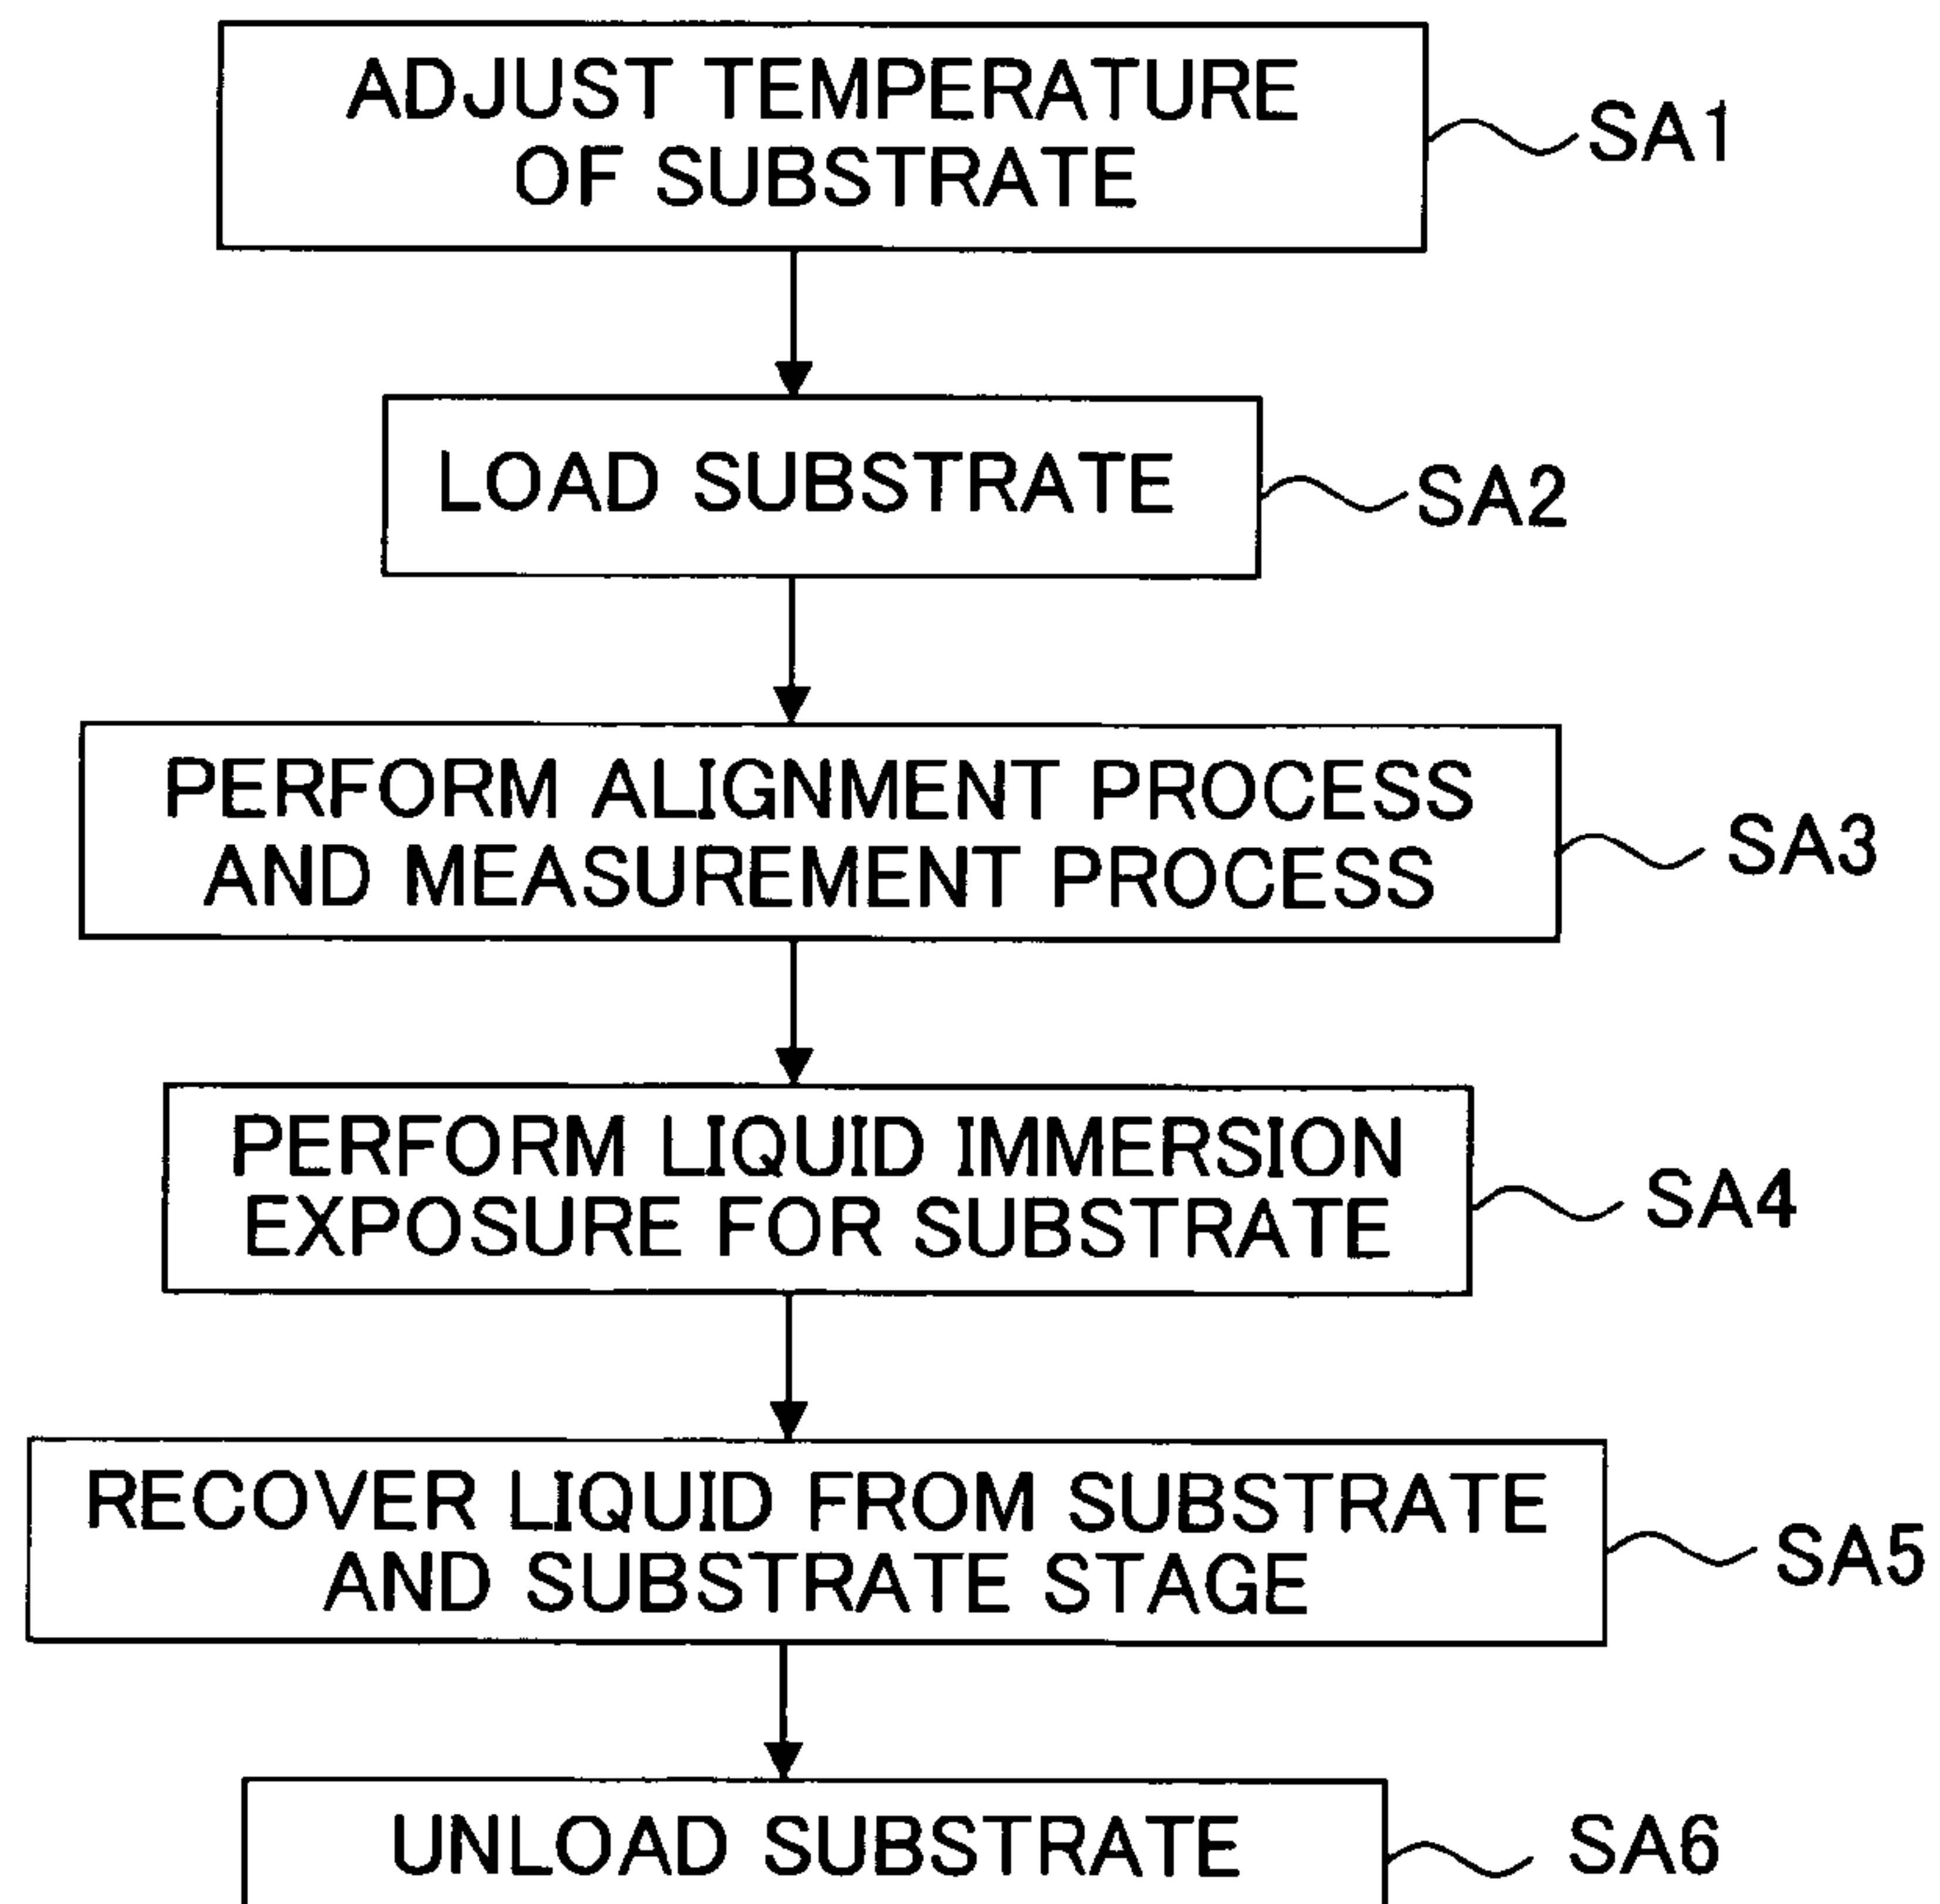 ADJUST TEMPERATURE
OF SUBSTRATE
SA1
LOAD SUBSTRATE
SA2
PERFORM ALIGNMENT PROCESS
AND MEASUREMENT PROCESS
SA3
PERFORM LIQUID IMMERSION
EXPOSURE FOR SUBSTRATE
SA4
RECOVER LIQUID FROM SUBSTRATE
AND SUBSTRATE STAGE
SA5
UNLOAD SUBSTRATE
SA6